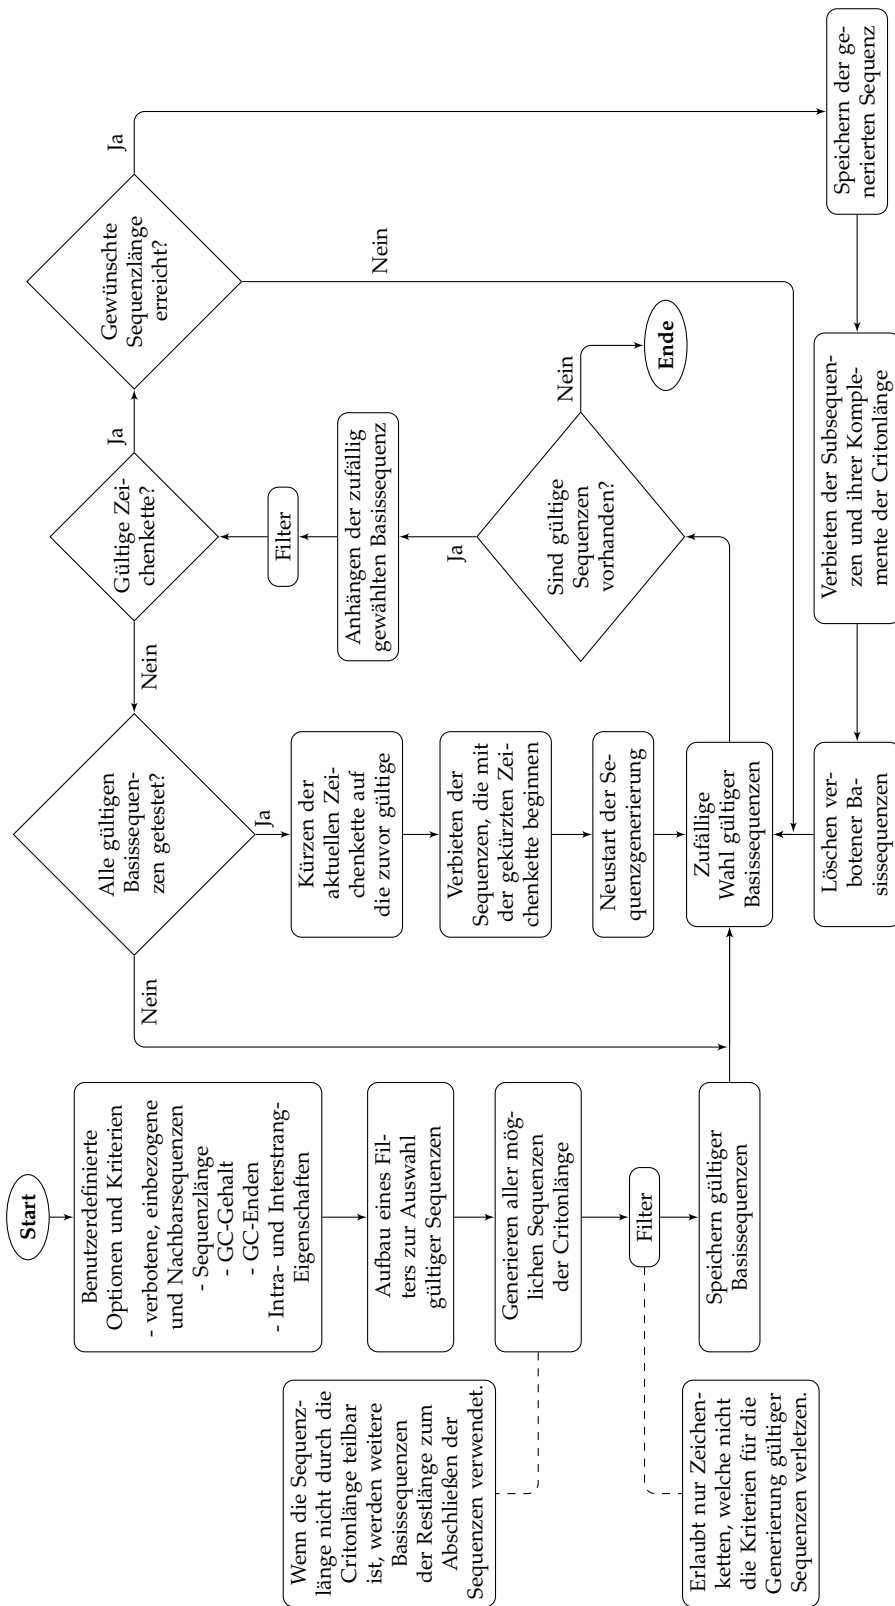 Start
Benutzerdefinierte
Optionen und Kriterien
- verbotene, einbezogene
und Nachbarsequenzen
- Sequenzlänge
- GC-Gehalt
- GC-Enden
- Intra- und Interstrang-
Eigenschaften
Aufbau eines Fil-
ters zur Auswahl
gültiger Sequenzen
Generieren aller mög-
lichen Sequenzen
der Critonlänge
Wenn die Sequenz-
länge nicht durch die
Critonlänge teilbar
ist, werden weitere
Basissequenzen
der Restlänge zum
Abschließen der
Sequenzen verwendet.
Filter
Erlaubt nur Zeichen-
ketten, welche nicht
die Kriterien für die
Generierung gültiger
Sequenzen verletzen.
Speichern gültiger
Basissequenzen
Alle gültigen
Basissequen-
zen getestet?
Nein
Ja
Kürzen der
aktuellen Zei-
chenkette auf
die zuvor gültige
Verbieten der
Sequenzen, die mit
der gekürzten Zei-
chenkette beginnen
Neustart der Se-
quenzgenerierung
Zufällige
Wahl gültiger
Basissequenzen
Löschen ver-
botener Ba-
sissequenzen
Gültige Zei-
chenkette?
Nein
Ja
Filter
Anhängen der zufällig
gewählten Basissequenz
Ja
Sind gültige
Sequenzen
vorhanden?
Nein
Ende
Gewünschte
Sequenzlänge
erreicht?
Ja
Nein
Speichern der ge-
nerierten Sequenz
Verbieten der Subsequen-
zen und ihrer Komple-
mente der Critonlänge